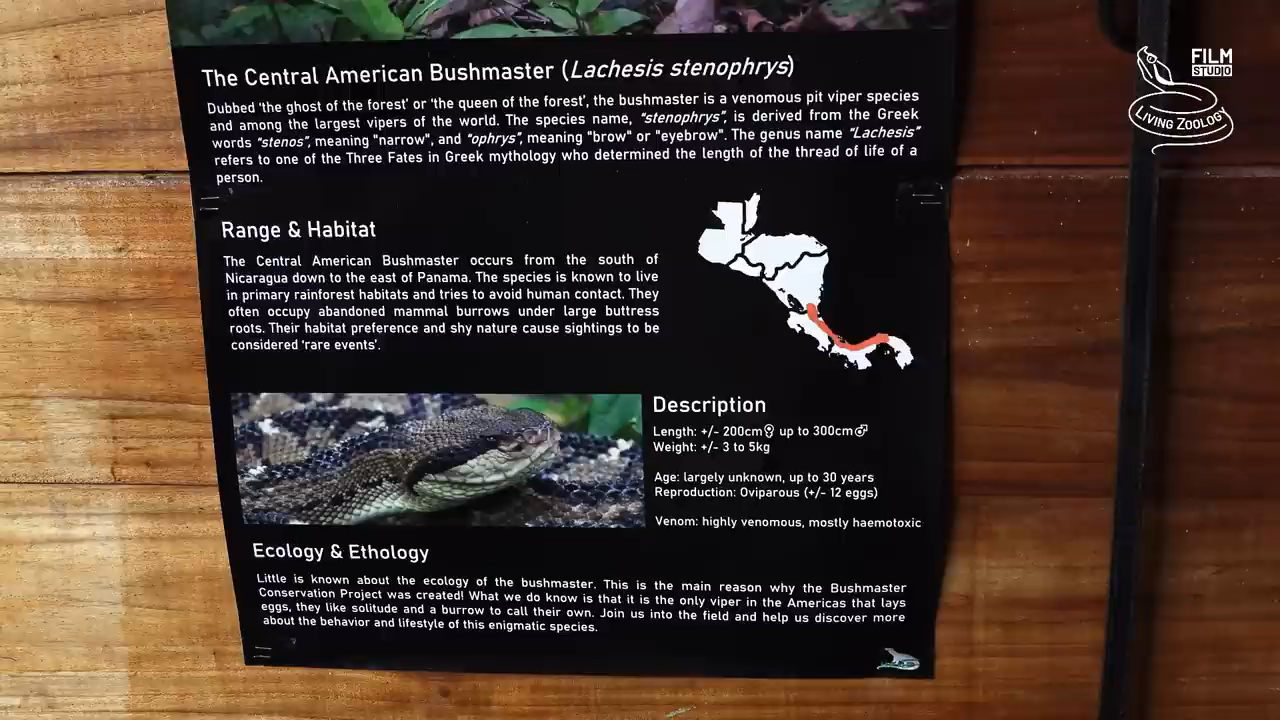 The Central American Bushmaster (Lachesis stenophrys)
Dubbed 'the ghost of the forest' or 'the queen of the forest', the bushmaster is a venomous pit viper species
and among the largest vipers of the world. The species name, "stenophrys", is derived from the Greek
words "stenos", meaning "narrow", and "ophrys", meaning "brow" or "eyebrow". The genus name "Lachesis"
refers to one of the Three Fates in Greek mythology who determined the length of the thread of life of a
person.
Range & Habitat
The Central American Bushmaster occurs from the south of
Nicaragua down to the east of Panama. The species is known to live
in primary rainforest habitats and tries to avoid human contact. They
often occupy abandoned mammal burrows under large buttress
roots. Their habitat preference and shy nature cause sightings to be
considered 'rare events'.
Description
Length: +/- 200cm♀ up to 300cm♂
Weight: +/- 3 to 5kg
Age: largely unknown, up to 30 years
Reproduction: Oviparous (+/- 12 eggs)
Venom: highly venomous, mostly haemotoxic
Ecology & Ethology
Little is known about the ecology of the bushmaster. This is the main reason why the Bushmaster
Conservation Project was created! What we do know is that it is the only viper in the Americas that lays
eggs, they like solitude and a burrow to call their own. Join us into the field and help us discover more
about the behavior and lifestyle of this enigmatic species.
FILM
STUDIO
LIVING ZOOLOGY